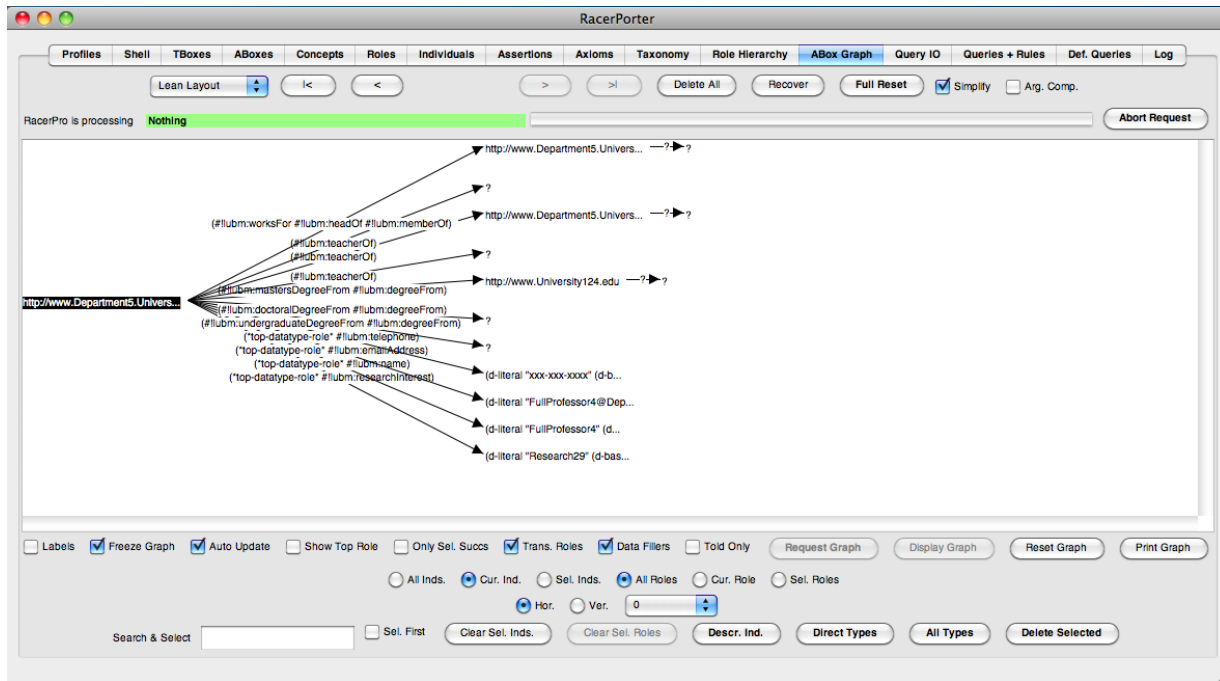 RacerPorter
Profiles Shell TBoxes ABoxes Concepts Roles Individuals Assertions Axioms Taxonomy Role Hierarchy ABox Graph Query IO Queries + Rules Def. Queries Log
Lean Layout |< < > >| Delete All Recover Full Reset Simplify Arg. Comp.
RacerPro is processing Nothing Abort Request
http://www.Department5.Univers... ? ?
?
http://www.Department5.Univers... ? ?
(#!lubm:worksFor #!lubm:headOf #!lubm:memberOf)
(#!lubm:teacherOf)
(#!lubm:teacherOf)
?
(#!lubm:teacherOf)
http://www.University124.edu ? ?
(#!lubm:mastersDegreeFrom #!lubm:degreeFrom)
http://www.Department5.Univers...
(#!lubm:doctoralDegreeFrom #!lubm:degreeFrom)
(#!lubm:undergraduateDegreeFrom #!lubm:degreeFrom) ?
(*top-datatype-role* #!lubm:telephone)
(*top-datatype-role* #!lubm:emailAddress) ?
(*top-datatype-role* #!lubm:name)
(*top-datatype-role* #!lubm:researchInterest)
(d-literal "xxx-xxx-xxxx" (d-b...
(d-literal "FullProfessor4@Dep...
(d-literal "FullProfessor4" (d...
(d-literal "Research29" (d-bas...
Labels Freeze Graph Auto Update Show Top Role Only Sel. Succs Trans. Roles Data Fillers Told Only Request Graph Display Graph Reset Graph Print Graph
All Inds. Cur. Ind. Sel. Inds. All Roles Cur. Role Sel. Roles
Hor. Ver. 0
Search & Select Sel. First Clear Sel. Inds. Clear Sel. Roles Descr. Ind. Direct Types All Types Delete Selected